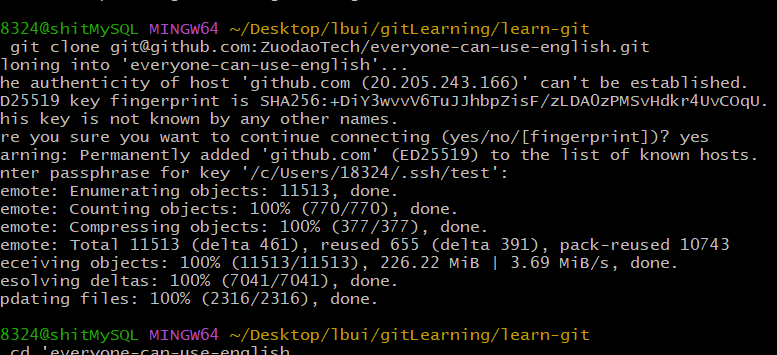 8324@shitMySQL MINGW64 ~/Desktop/lbui/gitLearning/learn-git
git clone git@github.com:ZuodaoTech/everyone-can-use-english.git
loning into 'everyone-can-use-english'...
he authenticity of host 'github.com (20.205.243.166)' can't be established.
D25519 key fingerprint is SHA256:+DiY3wvvV6TuJJhbpZisF/zLDA0zPMSvHdkr4UvCOqU.
his key is not known by any other names.
re you sure you want to continue connecting (yes/no/[fingerprint])? yes
arning: Permanently added 'github.com' (ED25519) to the list of known hosts.
nter passphrase for key '/c/Users/18324/.ssh/test':
emote: Enumerating objects: 11513, done.
emote: Counting objects: 100% (770/770), done.
emote: Compressing objects: 100% (377/377), done.
emote: Total 11513 (delta 461), reused 655 (delta 391), pack-reused 10743
eceiving objects: 100% (11513/11513), 226.22 MiB | 3.69 MiB/s, done.
esolving deltas: 100% (7041/7041), done.
pdating files: 100% (2316/2316), done.
8324@shitMySQL MINGW64 ~/Desktop/lbui/gitLearning/learn-git
cd 'everyone-can-use-english